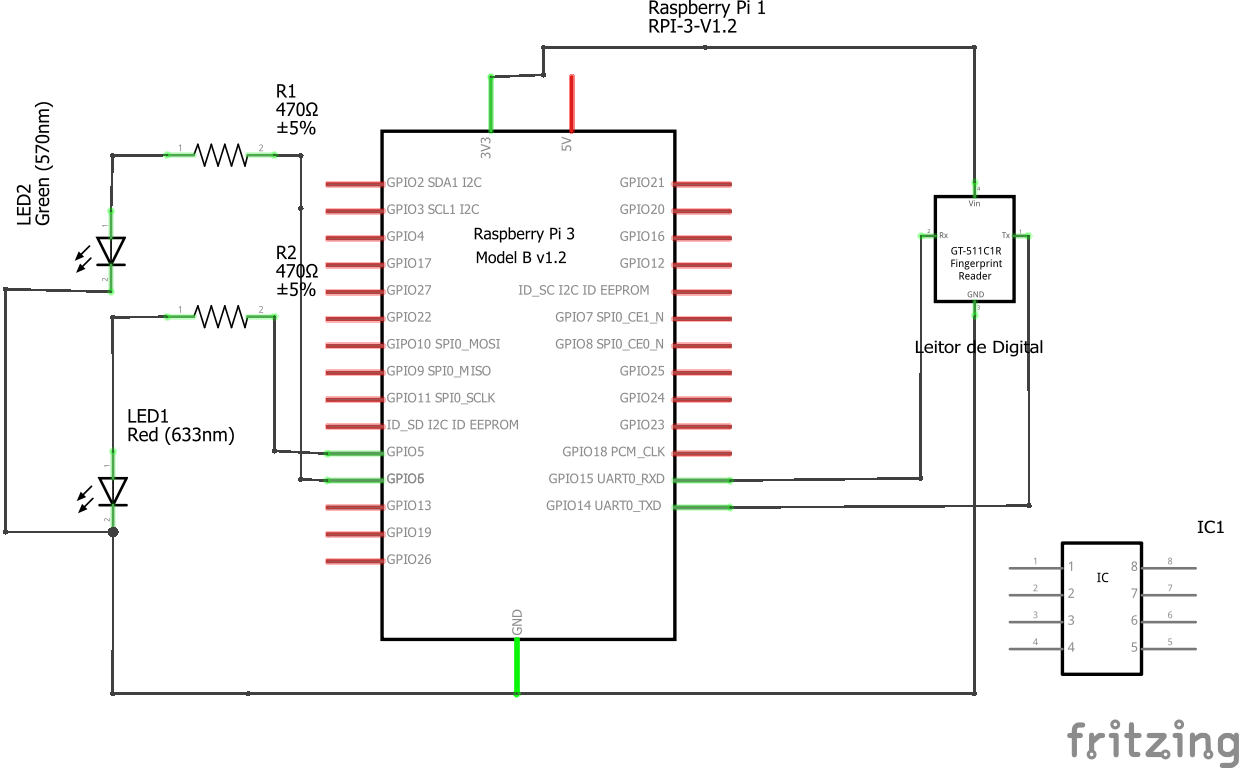 Raspberry Pi 1
RPI-3-V1.2
R1
470Ω
±5%
1
2
LED2
Green (570nm)
1
2
R2
470Ω
±5%
1
2
LED1
Red (633nm)
1
2
3V3
5V
Raspberry Pi 3
Model B v1.2
GPIO2 SDA1 I2C
GPIO3 SCL1 I2C
GPIO4
GPIO17
GPIO27
GPIO22
GIPO10 SPI0_MOSI
GPIO9 SPI0_MISO
GPIO11 SPI0_SCLK
ID_SD I2C ID EEPROM
GPIO5
GPIO6
GPIO13
GPIO19
GPIO26
GPIO21
GPIO20
GPIO16
GPIO12
ID_SC I2C ID EEPROM
GPIO7 SPI0_CE1_N
GPIO8 SPI0_CE0_N
GPIO25
GPIO24
GPIO23
GPIO18 PCM_CLK
GPIO15 UART0_RXD
GPIO14 UART0_TXD
GND
4
Vin
2 Rx
Tx 1
GT-511C1R
Fingerprint
Reader
GND
3
Leitor de Digital
IC1
IC
1 1 8 8
2 2 7 7
3 3 6 6
4 4 5 5
fritzing